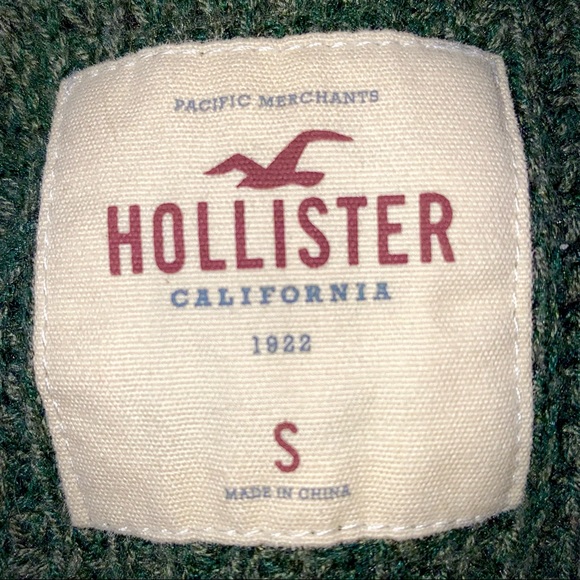 PACIFIC MERCHANTS
HOLLISTER
CALIFORNIA
1922
S
MADE IN CHINA